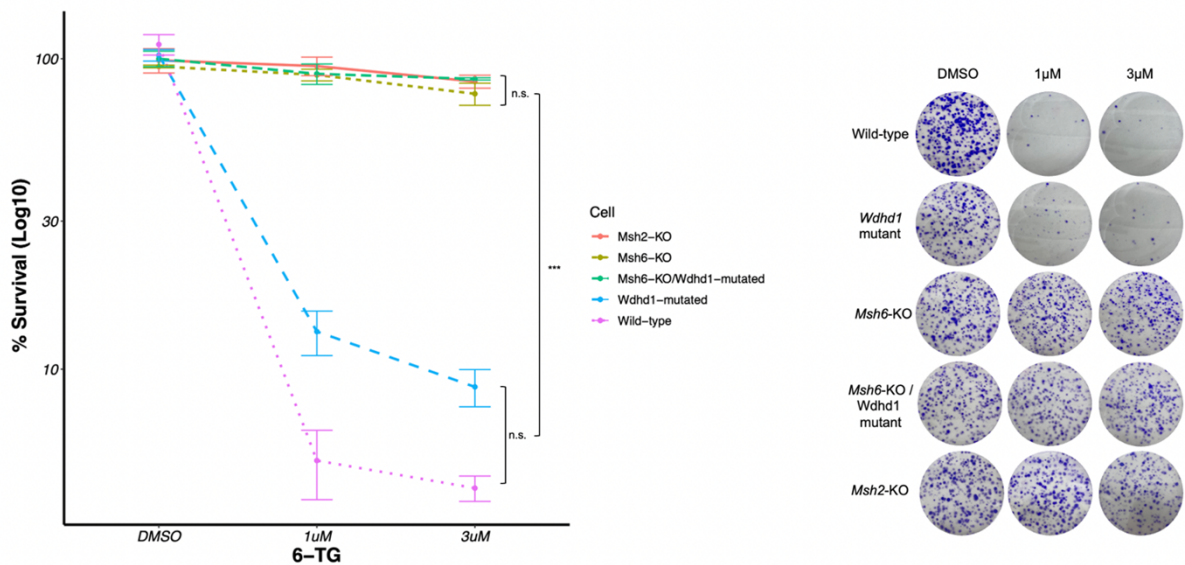 100
30
10
% Survival (Log10)
DMSO
1uM
3uM
6−TG
n.s.
n.s.
***
Cell
Msh2−KO
Msh6−KO
Msh6−KO/Wdhd1−mutated
Wdhd1−mutated
Wild−type
DMSO
1µM
3µM
Wild-type
Wdhd1
mutant
Msh6-KO
Msh6-KO /
Wdhd1
mutant
Msh2-KO